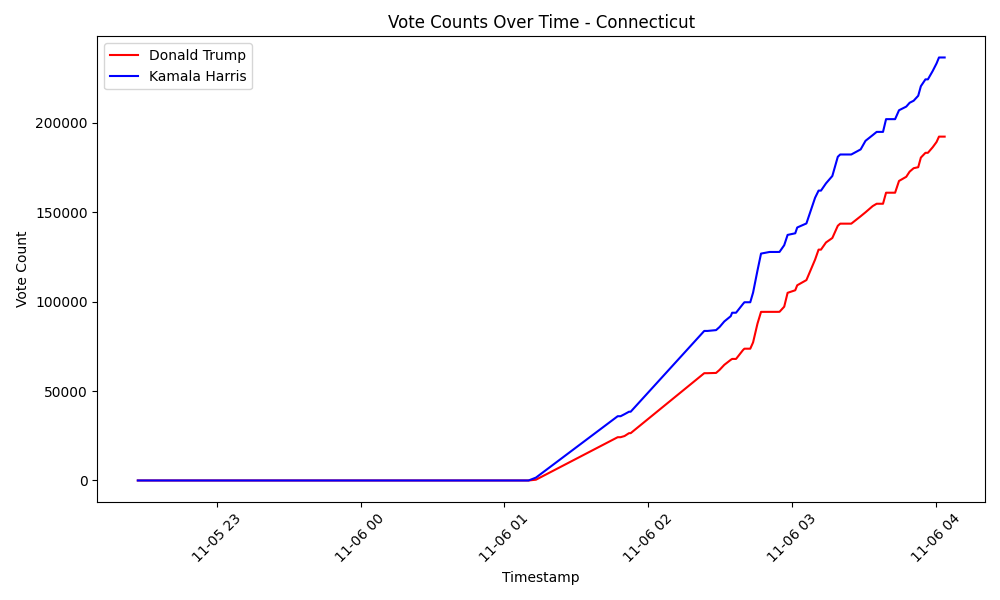 Vote Counts Over Time - Connecticut
Donald Trump
Kamala Harris
200000
150000
100000
50000
0
Vote Count
11-05 23
11-06 00
11-06 01
11-06 02
11-06 03
11-06 04
Timestamp